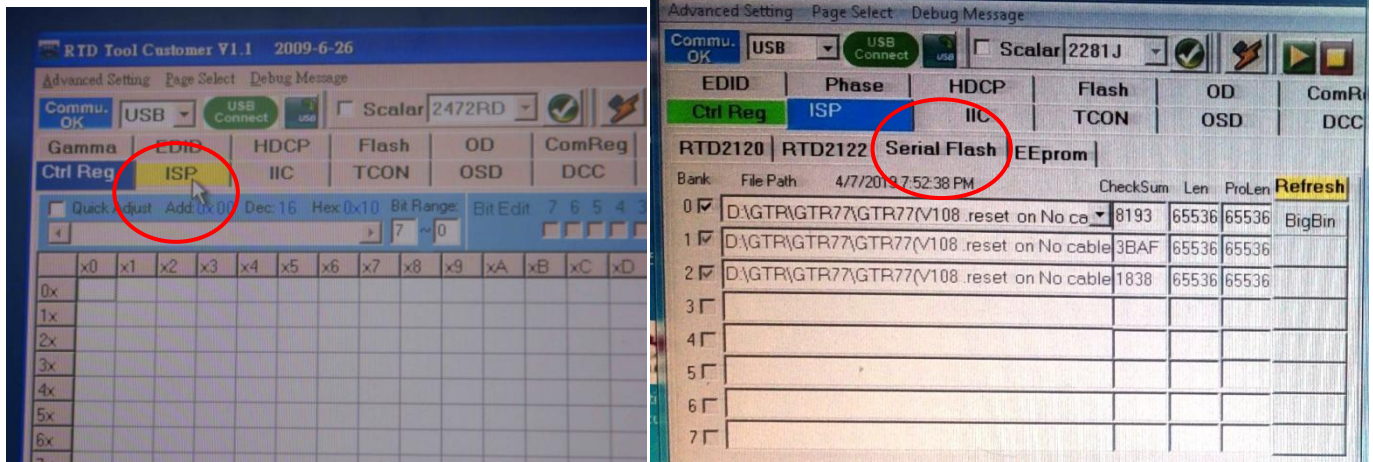 RTD Tool Customer V1.1 2009-6-26
Advanced Setting Page Select Debug Message
Commu. OK USB USB Connect USB Scalar 2472RD
Gamma EDID HDCP Flash OD ComReg
Ctrl Reg ISP IIC TCON OSD DCC
Quick Adjust Add:0x00 Dec:16 Hex:0x10 Bit Range: Bit Edit 7 6 5 4 3
7 ~ 0
x0 x1 x2 x3 x4 x5 x6 x7 x8 x9 xA xB xC xD
0x
1x
2x
3x
4x
5x
6x
Advanced Setting Page Select Debug Message
Commu. OK USB USB Connect USB Scalar 2281J
EDID Phase HDCP Flash OD ComR
Ctrl Reg ISP IIC TCON OSD DCC
RTD2120 RTD2122 Serial Flash EEprom
Bank File Path 4/7/2019 7:52:38 PM CheckSum Len ProLen Refresh
0 D:\GTR\GTR77\GTR77(V108 .reset on No ca 8193 65536 65536 BigBin
1 D:\GTR\GTR77\GTR77(V108 .reset on No cable 3BAF 65536 65536
2 D:\GTR\GTR77\GTR77(V108 .reset on No cable 1838 65536 65536
3
4
5
6
7